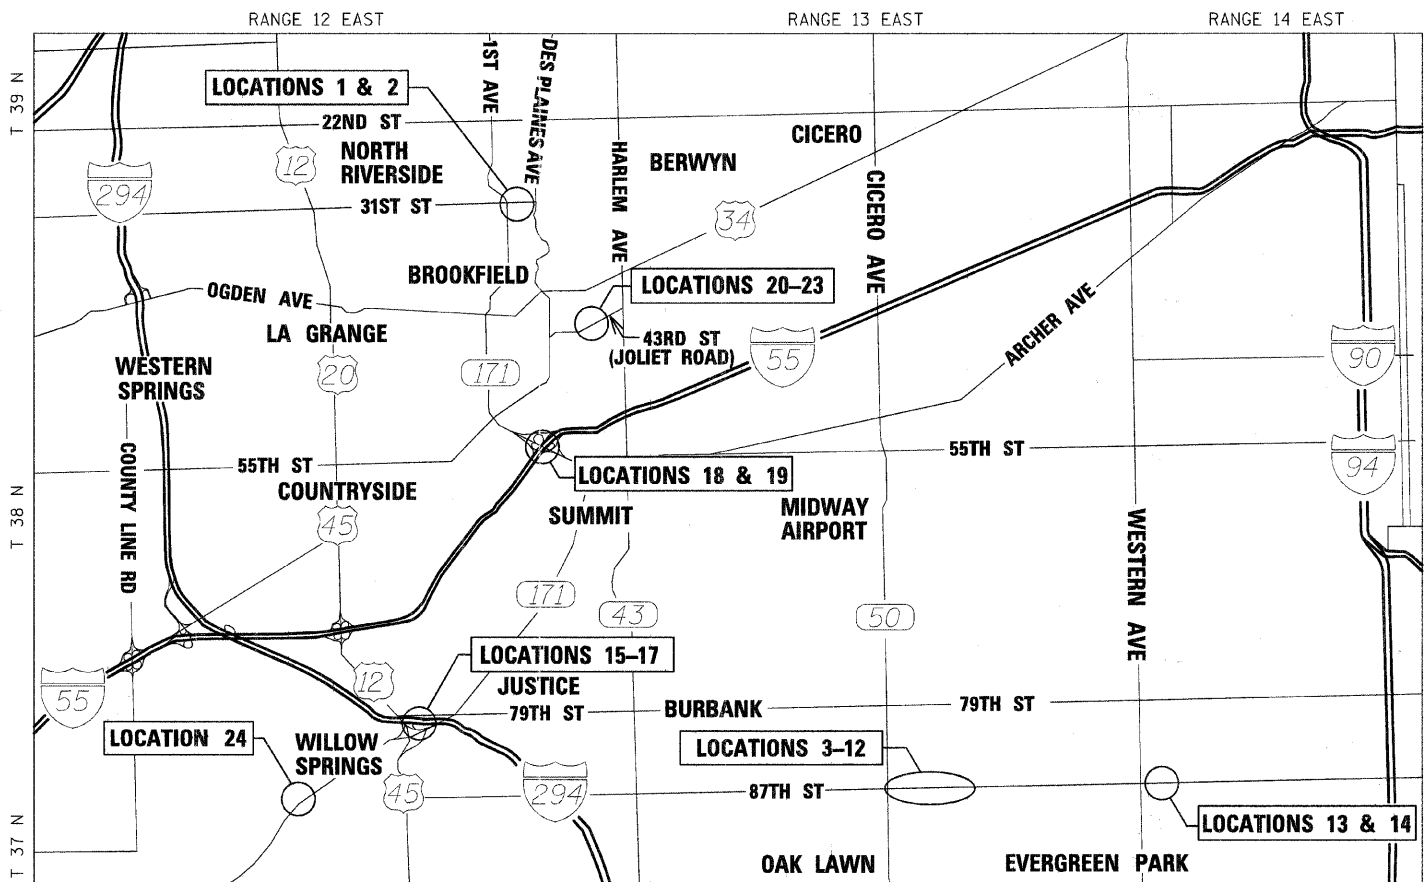 RANGE 12 EAST
RANGE 13 EAST
RANGE 14 EAST
T 39 N
1ST AVE
DES PLAINES AVE
LOCATIONS 1 & 2
22ND ST
CICERO
NORTH
RIVERSIDE
12
BERWYN
HARLEM AVE
CICERO AVE
294
31ST ST
34
BROOKFIELD
LOCATIONS 20–23
OGDEN AVE
LA GRANGE
43RD ST
(JOLIET ROAD)
ARCHER AVE
55
90
WESTERN
SPRINGS
20
171
COUNTY LINE RD
55TH ST
55TH ST
94
LOCATIONS 18 & 19
COUNTRYSIDE
T 38 N
SUMMIT
MIDWAY
AIRPORT
45
WESTERN AVE
171
43
50
LOCATIONS 15–17
55
12
JUSTICE
79TH ST
BURBANK
79TH ST
LOCATION 24
WILLOW
SPRINGS
LOCATIONS 3–12
45
294
87TH ST
LOCATIONS 13 & 14
T 37 N
OAK LAWN
EVERGREEN PARK